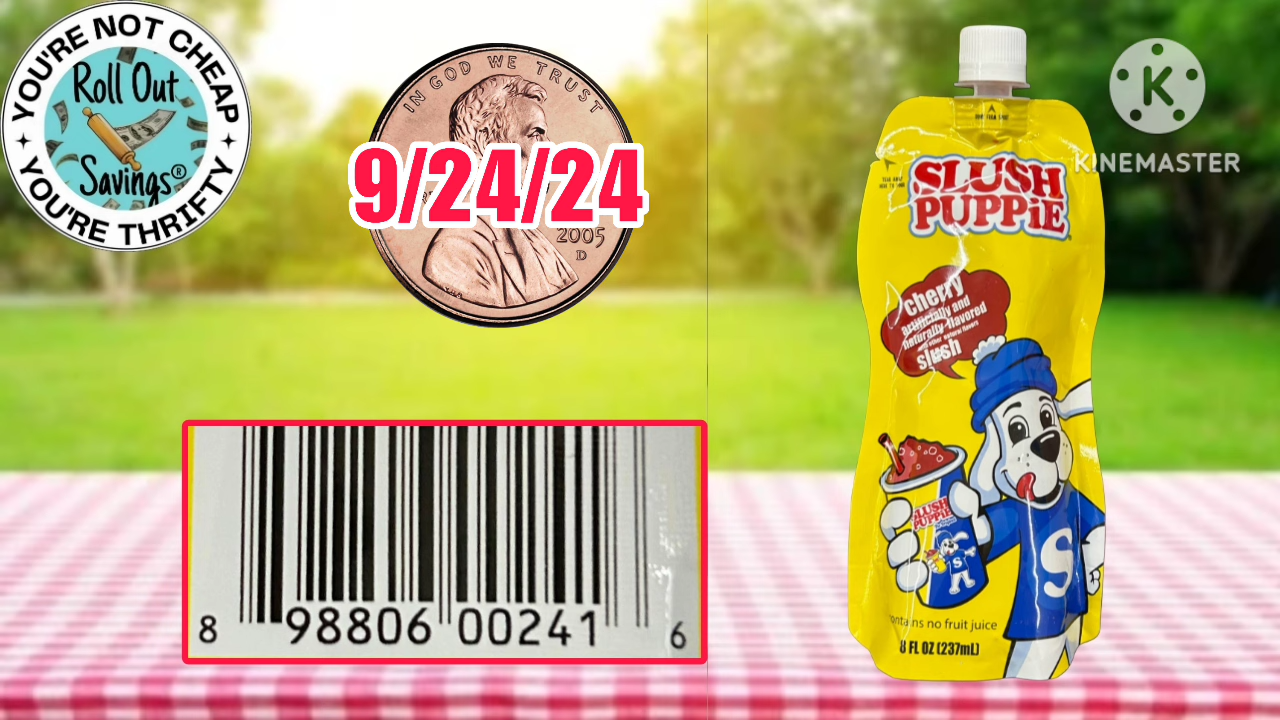 YOU'RE NOT CHEAP
Roll Out
Savings®
YOU'RE THRIFTY
IN GOD WE TRUST
9/24/24
2005
D
8 98806 00241 6
K
KINEMASTER
SLUSH
PUPPiE
cherry
artificially and
naturally flavored
slush
SLUSH
PUPPiE
S
S
contains no fruit juice
8 FL OZ (237mL)